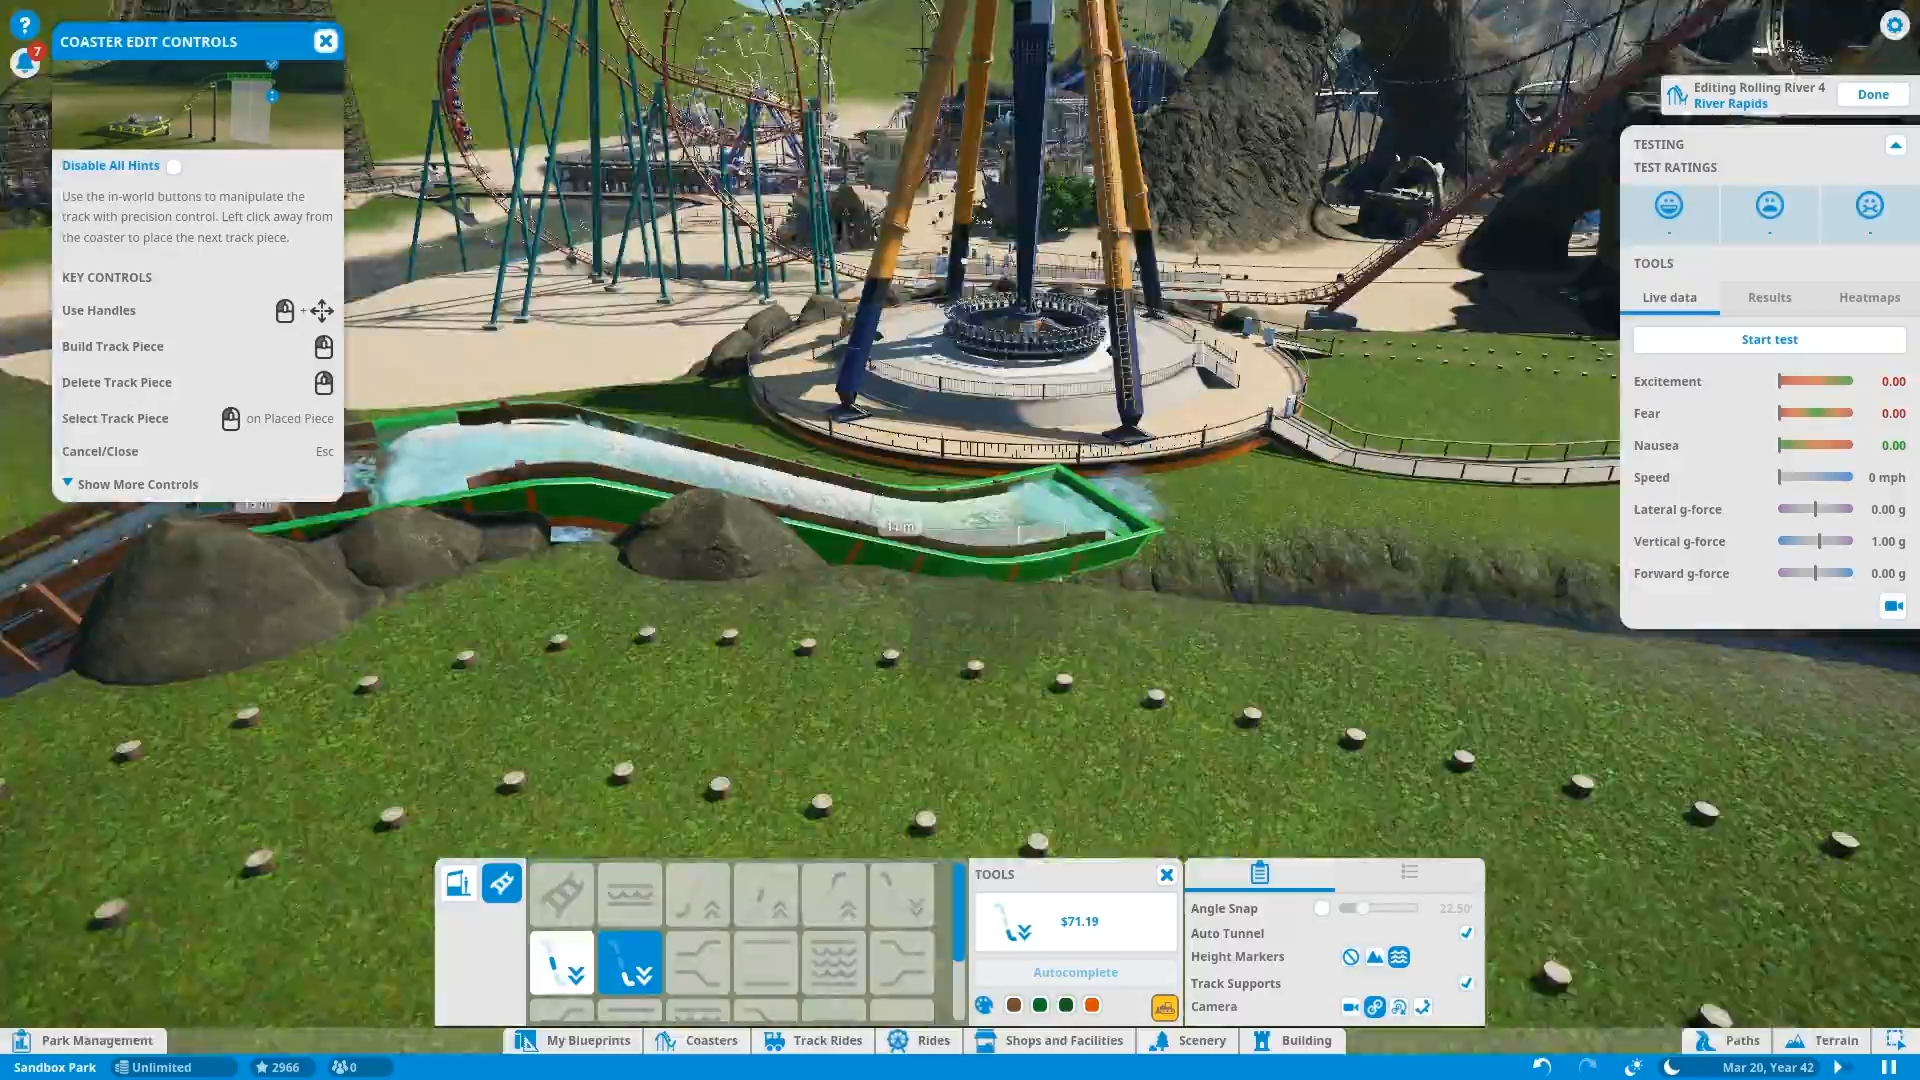 ?
7
COASTER EDIT CONTROLS
Disable All Hints
Use the in-world buttons to manipulate the
track with precision control. Left click away from
the coaster to place the next track piece.
KEY CONTROLS
Use Handles +
Build Track Piece
Delete Track Piece
Select Track Piece on Placed Piece
Cancel/Close Esc
Show More Controls
11 m
Editing Rolling River 4
River Rapids
Done
TESTING
TEST RATINGS
- - -
TOOLS
Live data Results Heatmaps
Start test
Excitement 0.00
Fear 0.00
Nausea 0.00
Speed 0 mph
Lateral g-force 0.00 g
Vertical g-force 1.00 g
Forward g-force 0.00 g
TOOLS
$71.19
Autocomplete
Angle Snap 22.50°
Auto Tunnel
Height Markers
Track Supports
Camera
Park Management
My Blueprints Coasters Track Rides Rides Shops and Facilities Scenery Building
Paths Terrain
Sandbox Park Unlimited 2966 0
Mar 20, Year 42